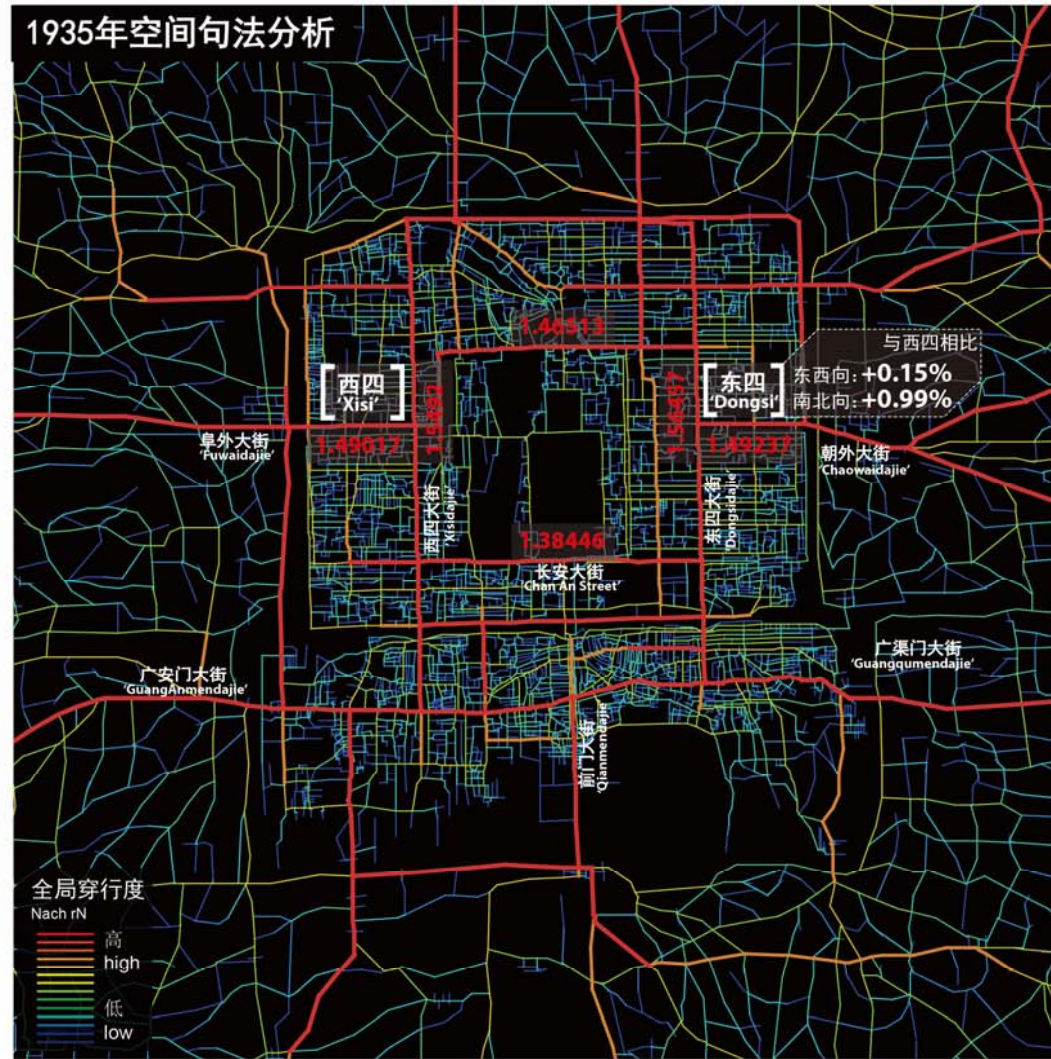 1935年空间句法分析
1.46513
与西四相比
西四
'Xisi'
东四
'Dongsi'
东西向: +0.15%
南北向: +0.99%
1.5497
1.56457
1.49017
1.49237
阜外大街
'Fuwaidajie'
朝外大街
'Chaowaidajie'
西四大街
'Xisidajie'
东四大街
'Dongsidajie'
1.38446
长安大街
'Chan An Street'
广渠门大街
'Guangqumendajie'
广安门大街
'GuangAnmendajie'
前门大街
'Qianmendajie'
全局穿行度
Nach rN
高
high
低
low